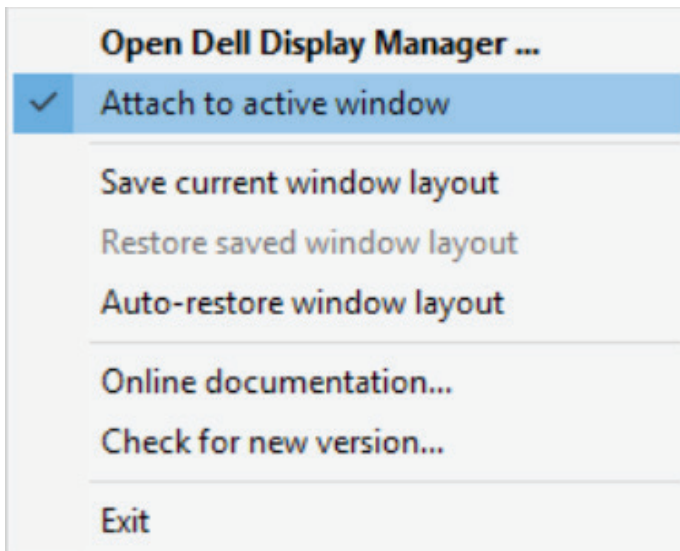 Open Dell Display Manager ...
Attach to active window
Save current window layout
Restore saved window layout
Auto-restore window layout
Online documentation...
Check for new version...
Exit